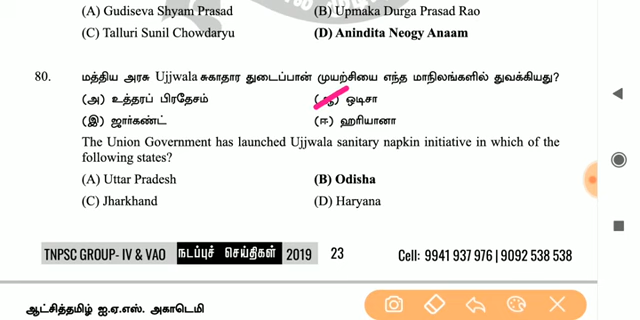 (A) Gudiseva Shyam Prasad (B) Upmaka Durga Prasad Rao
(C) Talluri Sunil Chowdaryu (D) Anindita Neogy Anaam
80. மத்திய அரசு Ujjwala சுகாதார துடைப்பான் முயற்சியை எந்த மாநிலங்களில் துவக்கியது?
(அ) உத்தரப் பிரதேசம் (ஆ) ஒடிசா
(இ) ஜார்கண்ட் (ஈ) ஹரியானா
The Union Government has launched Ujjwala sanitary napkin initiative in which of the
following states?
(A) Uttar Pradesh (B) Odisha
(C) Jharkhand (D) Haryana
TNPSC GROUP- IV & VAO நடப்புச் செய்திகள் 2019 23 Cell: 9941 937 976 | 9092 538 538
ஆட்சித்தமிழ் ஐ.ஏ.எஸ். அகாடெமி